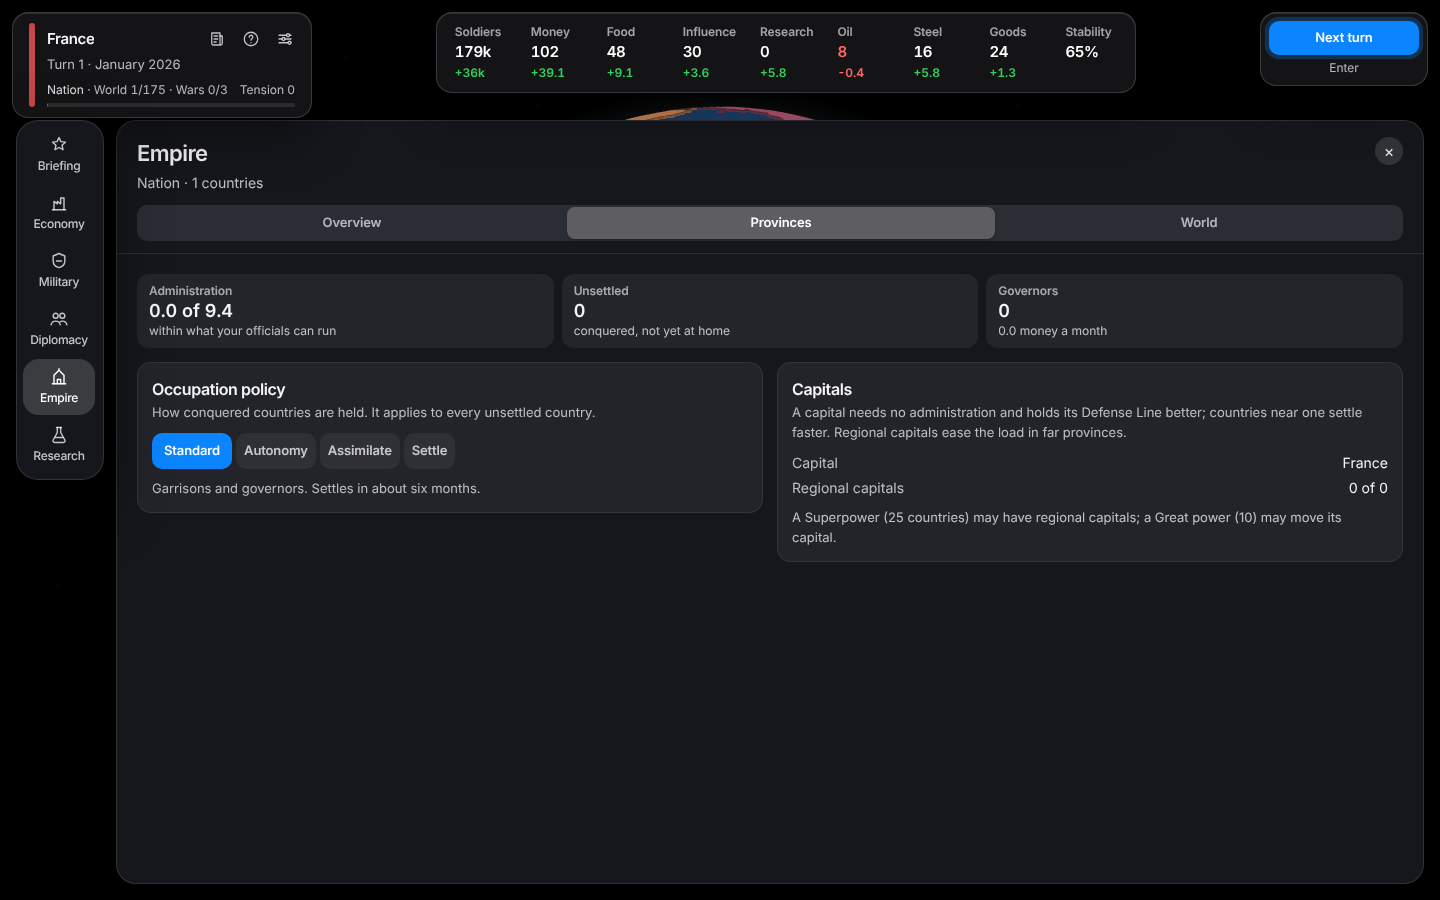 France
Turn 1 · January 2026
Nation · World 1/175 · Wars 0/3 Tension 0
Soldiers Money Food Influence Research Oil Steel Goods Stability
179k 102 48 30 0 8 16 24 65%
+36k +39.1 +9.1 +3.6 +5.8 -0.4 +5.8 +1.3
Next turn
Enter
Briefing
Economy
Military
Diplomacy
Empire
Research
Empire
Nation · 1 countries
×
Overview Provinces World
Administration
0.0 of 9.4
within what your officials can run
Unsettled
0
conquered, not yet at home
Governors
0
0.0 money a month
Occupation policy
How conquered countries are held. It applies to every unsettled country.
Standard Autonomy Assimilate Settle
Garrisons and governors. Settles in about six months.
Capitals
A capital needs no administration and holds its Defense Line better; countries near one settle
faster. Regional capitals ease the load in far provinces.
Capital France
Regional capitals 0 of 0
A Superpower (25 countries) may have regional capitals; a Great power (10) may move its
capital.